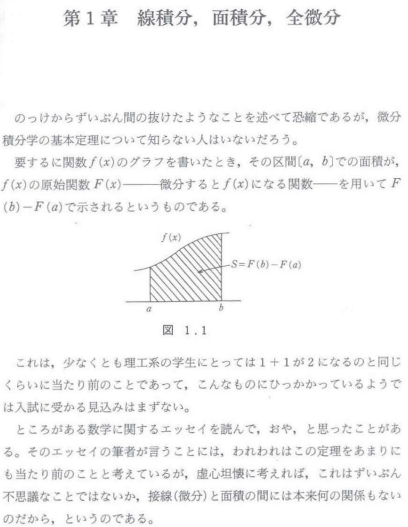 第1章　線積分，面積分，全微分
のっけからずいぶん間の抜けたようなことを述べて恐縮であるが，微分
積分学の基本定理について知らない人はいないだろう。
要するに関数 f(x)のグラフを書いたとき，その区間〔a，b〕での面積が，
f(x)の原始関数 F(x)───微分すると f(x)になる関数──を用いて F
(b)－F(a)で示されるというものである。
f(x)
S=F(b)－F(a)
a
b
図 1.1
これは，少なくとも理工系の学生にとっては 1＋1 が 2 になるのと同じ
くらいに当たり前のことであって，こんなものにひっかかっているようで
は入試に受かる見込みはまずない。
ところがある数学に関するエッセイを読んで，おや，と思ったことがあ
る。そのエッセイの筆者が言うことには，われわれはこの定理をあまりに
も当たり前のことと考えているが，虚心坦懐に考えれば，これはずいぶん
不思議なことではないか，接線(微分)と面積の間には本来何の関係もない
のだから，というのである。